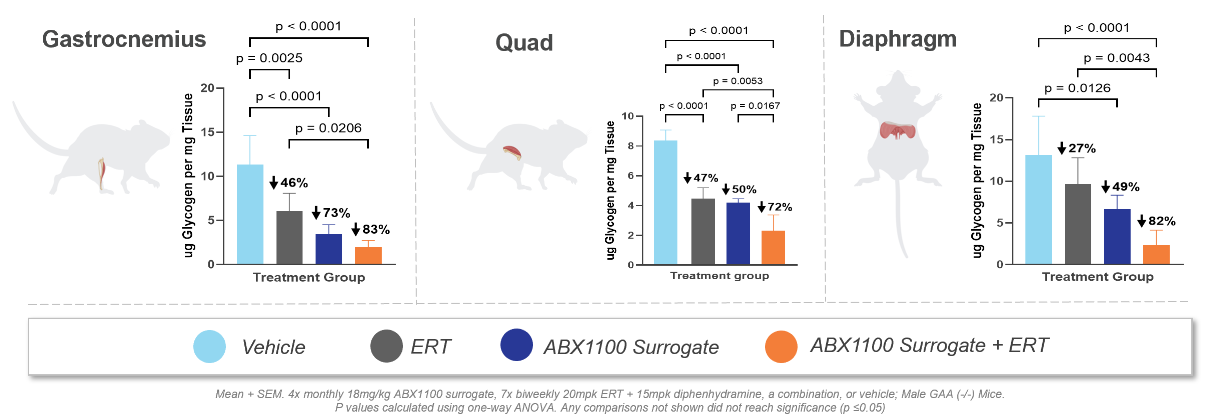 Gastrocnemius
p < 0.0001
p = 0.0025
p < 0.0001
p = 0.0206
ug Glycogen per mg Tissue
20
15
10
5
0
46%
73%
83%
Treatment Group
Quad
p < 0.0001
p < 0.0001
p = 0.0053
p < 0.0001
p = 0.0167
ug Glycogen per mg Tissue
10
8
6
4
2
0
47%
50%
72%
Treatment group
Diaphragm
p < 0.0001
p = 0.0043
p = 0.0126
ug Glycogen per mg Tissue
20
15
10
5
0
27%
49%
82%
Treatment Group
Vehicle
ERT
ABX1100 Surrogate
ABX1100 Surrogate + ERT
Mean + SEM. 4x monthly 18mg/kg ABX1100 surrogate, 7x biweekly 20mpk ERT + 15mpk diphenhydramine, a combination, or vehicle; Male GAA (-/-) Mice.
P values calculated using one-way ANOVA. Any comparisons not shown did not reach significance (p ≤0.05)